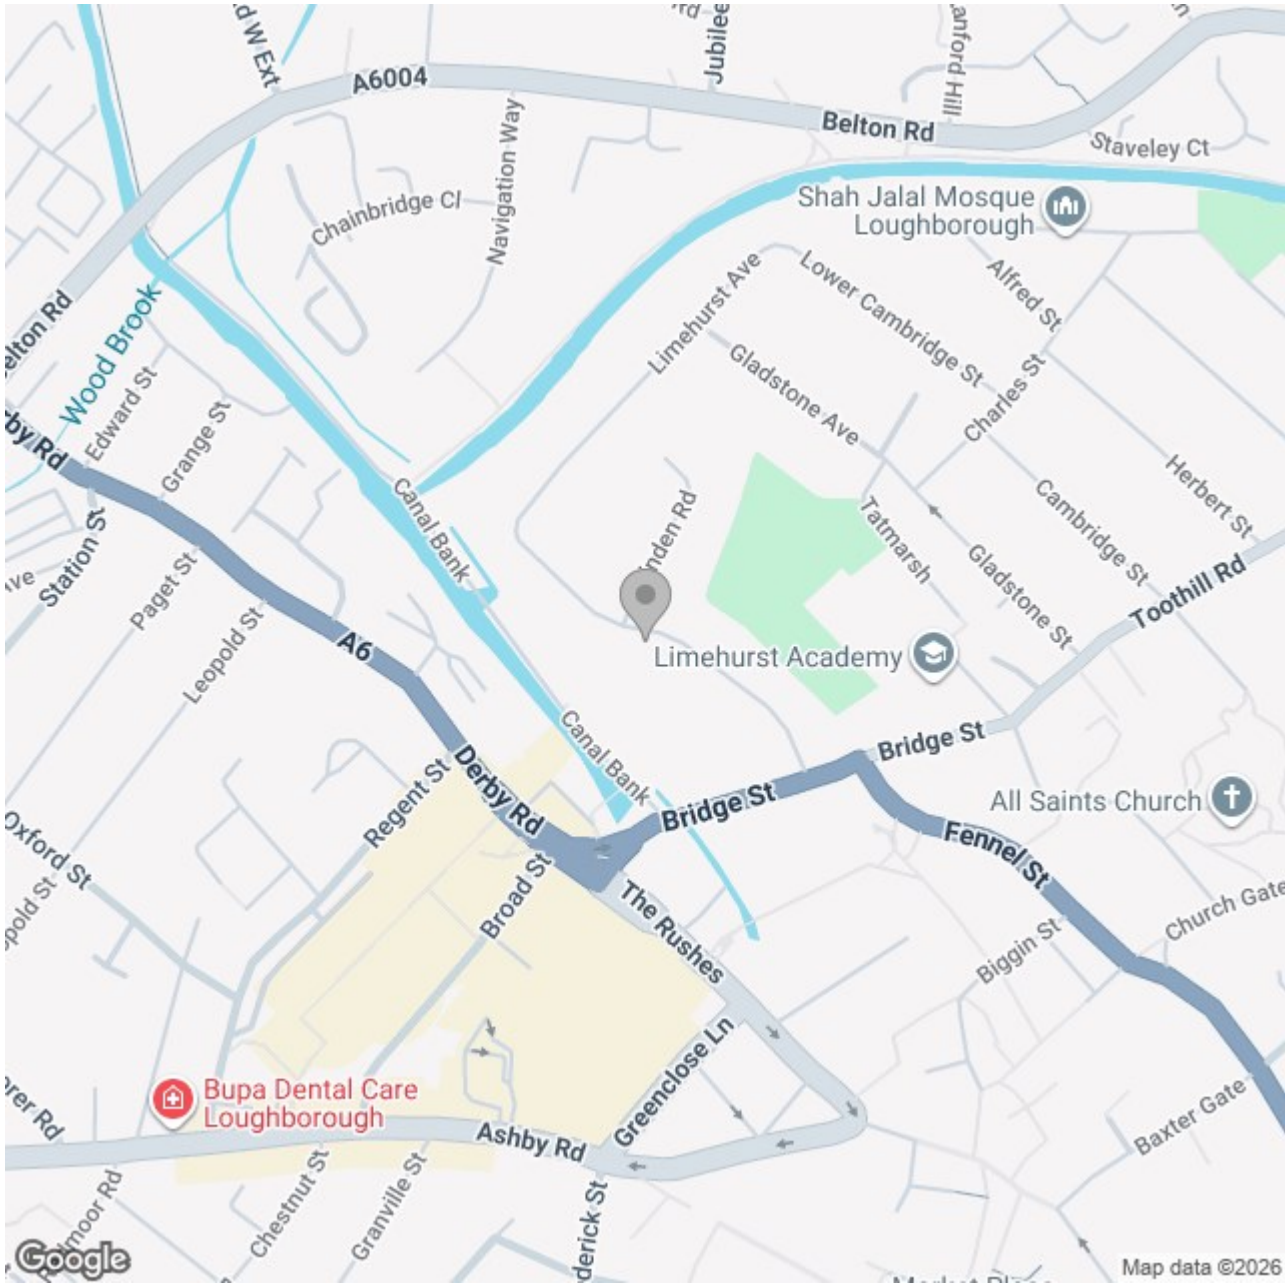 A6004
Jubilee
Belton Rd
Staveley Ct
Navigation Way
Chainbridge Cl
Shah Jalal Mosque
Loughborough
Limehurst Ave
Lower Cambridge St
Alfred St
Wood Brook
Edward St
Grange St
Gladstone Ave
Charles St
Herbert St
Cambridge St
Canal Bank
Station St
Paget St
Leopold St
A6
Tatmarsh
Gladstone St
Toothill Rd
Limehurst Academy
Canal Bank
Bridge St
Bridge St
Derby Rd
Regent St
All Saints Church
Fennel St
Oxford St
Broad St
The Rushes
Church Gate
Biggin St
Greenclose Ln
Bupa Dental Care
Loughborough
Ashby Rd
Baxter Gate
Chestnut St
Granville St
Google
Map data ©2026